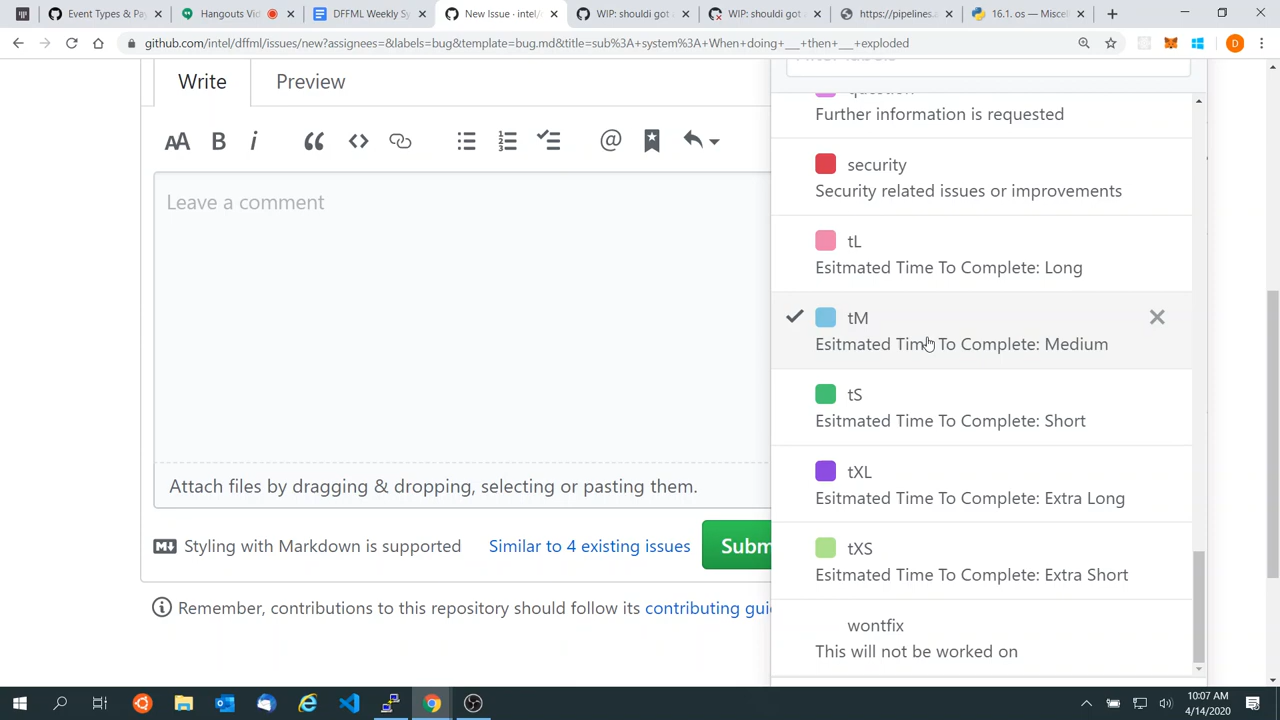 Event Types & Pay
Hangouts Vid
DFFML Weekly Sy
New Issue · intel/
WIP: shouldi got
WIP: shouldi got
https://pipelines.a
16.1. os — Miscel
github.com/intel/dffml/issues/new?assignees=&labels=bug&template=bug.md&title=sub%3A+system%3A+When+doing+___+then+___+exploded
D
Write
Preview
question
Further information is requested
security
Security related issues or improvements
Leave a comment
tL
Esitmated Time To Complete: Long
tM
Esitmated Time To Complete: Medium
tS
Esitmated Time To Complete: Short
tXL
Attach files by dragging & dropping, selecting or pasting them.
Esitmated Time To Complete: Extra Long
Styling with Markdown is supported
Similar to 4 existing issues
Subm
tXS
Esitmated Time To Complete: Extra Short
Remember, contributions to this repository should follow its contributing gui
wontfix
This will not be worked on
10:07 AM
4/14/2020